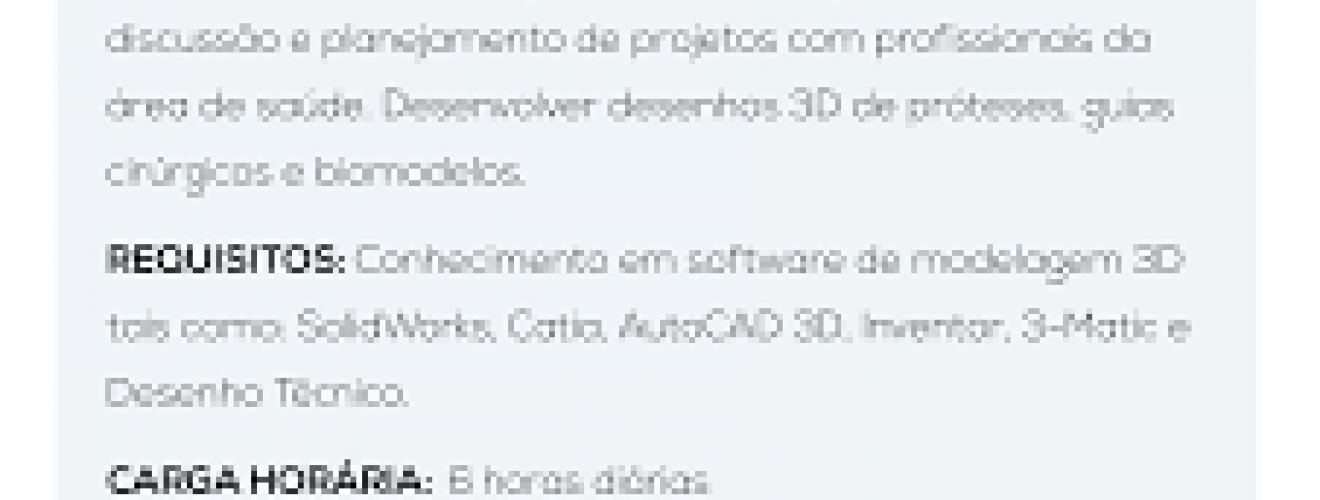 discussão e planejamento de projetos com profissionais da
área de saúde. Desenvolver desenhos 3D de próteses, guias
cirúrgicos e biomodelos.
REQUISITOS: Conhecimento em software de modelagem 3D
tais como: SolidWorks, Catia, AutoCAD 3D, Inventor, 3-Matic e
Desenho Técnico.
CARGA HORÁRIA: 6 horas diárias